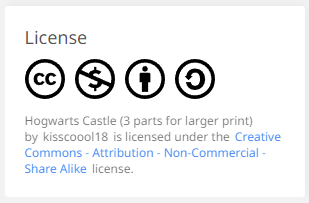 License
cc
Hogwarts Castle (3 parts for larger print)
by kisscoool18 is licensed under the Creative
Commons - Attribution - Non-Commercial -
Share Alike license.